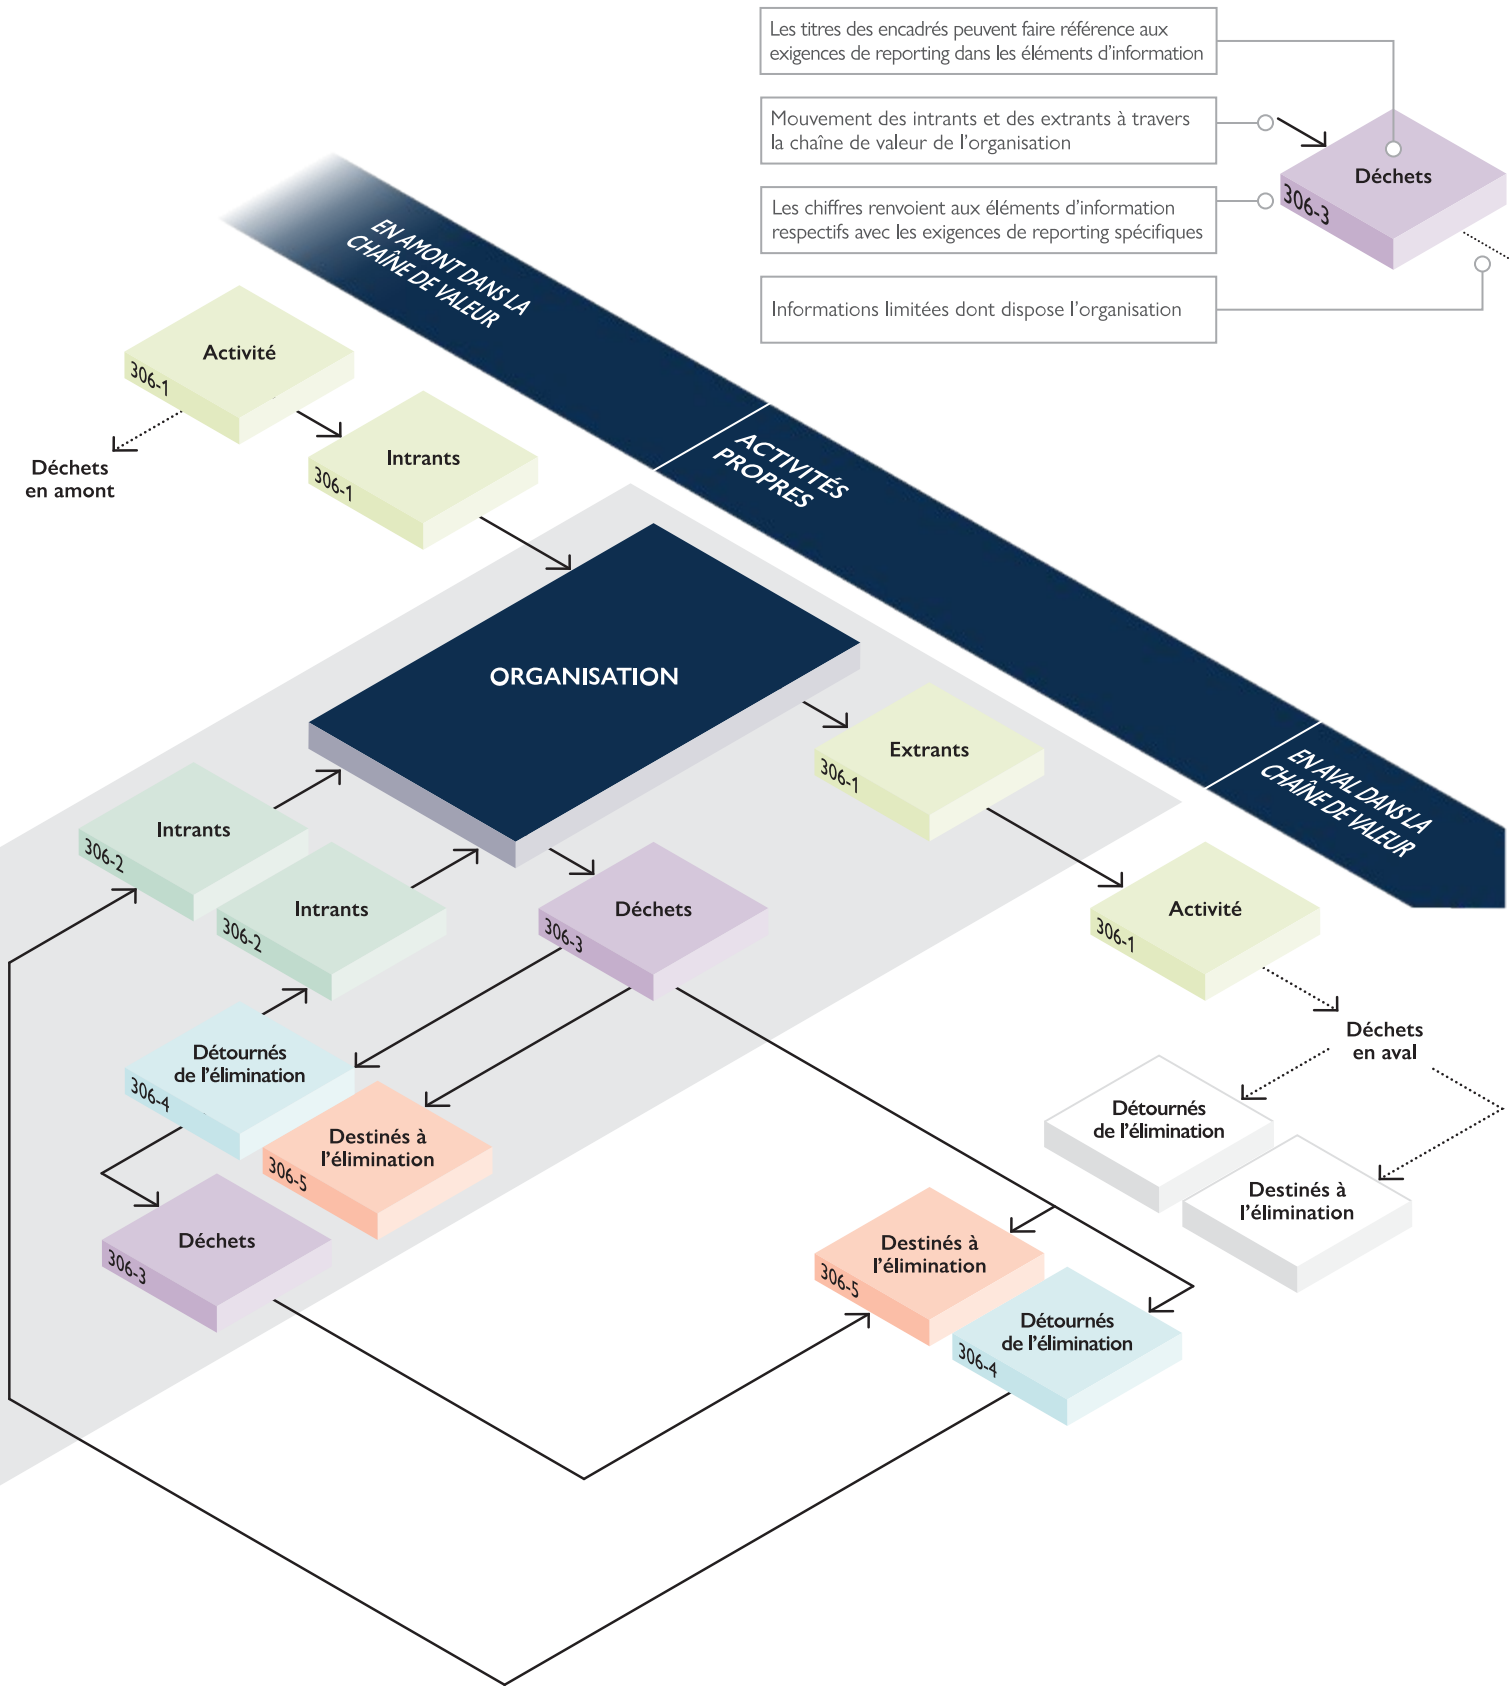 Les titres des encadrés peuvent faire référence aux
exigences de reporting dans les éléments d'information
Mouvement des intrants et des extrants à travers
la chaîne de valeur de l'organisation
Les chiffres renvoient aux éléments d'information
respectifs avec les exigences de reporting spécifiques
Informations limitées dont dispose l'organisation
Déchets
306-3
EN AMONT DANS LA
CHAÎNE DE VALEUR
ACTIVITÉS
PROPRES
EN AVAL DANS LA
CHAÎNE DE VALEUR
Activité
306-1
Déchets
en amont
Intrants
306-1
ORGANISATION
Extrants
306-1
Intrants
306-2
Intrants
306-2
Déchets
306-3
Activité
306-1
Déchets
en aval
Détournés
de l'élimination
306-4
Destinés à
l'élimination
306-5
Détournés
de l'élimination
Destinés à
l'élimination
Déchets
306-3
Destinés à
l'élimination
306-5
Détournés
de l'élimination
306-4